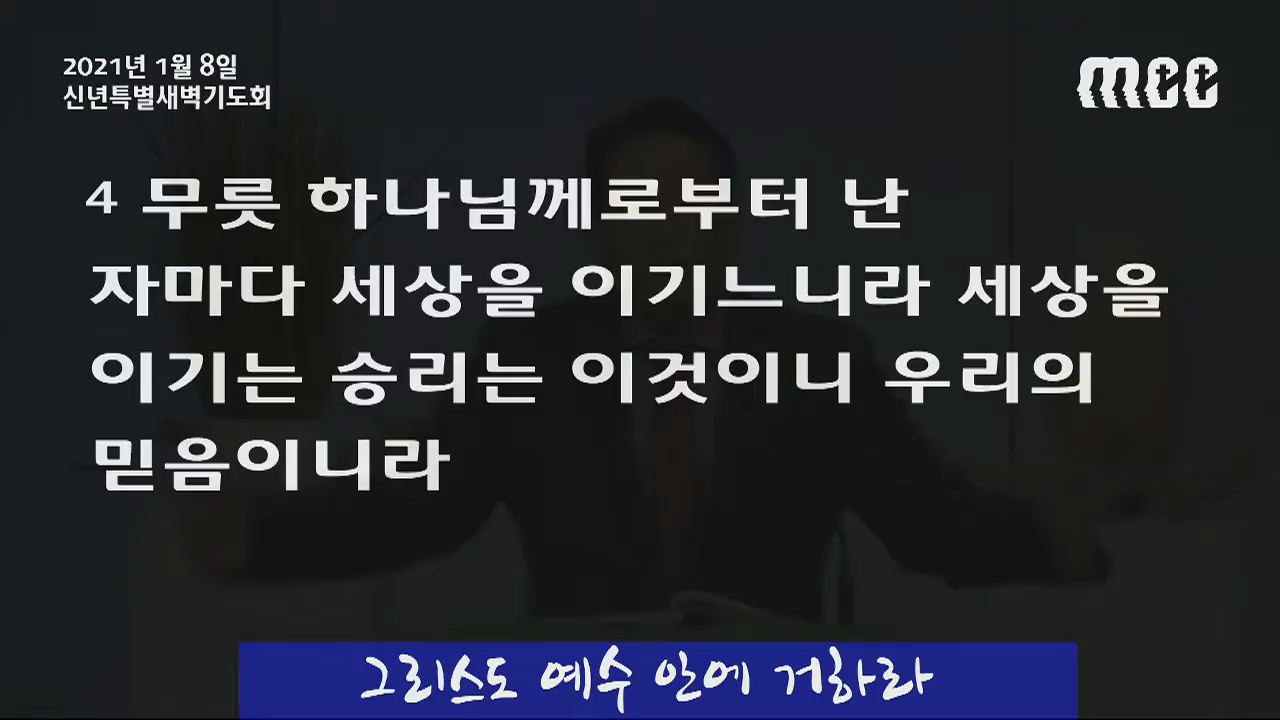 2021년 1월 8일
신년특별새벽기도회
mcc
4 무릇 하나님께로부터 난
자마다 세상을 이기느니라 세상을
이기는 승리는 이것이니 우리의
믿음이니라
그리스도 예수 안에 거하라